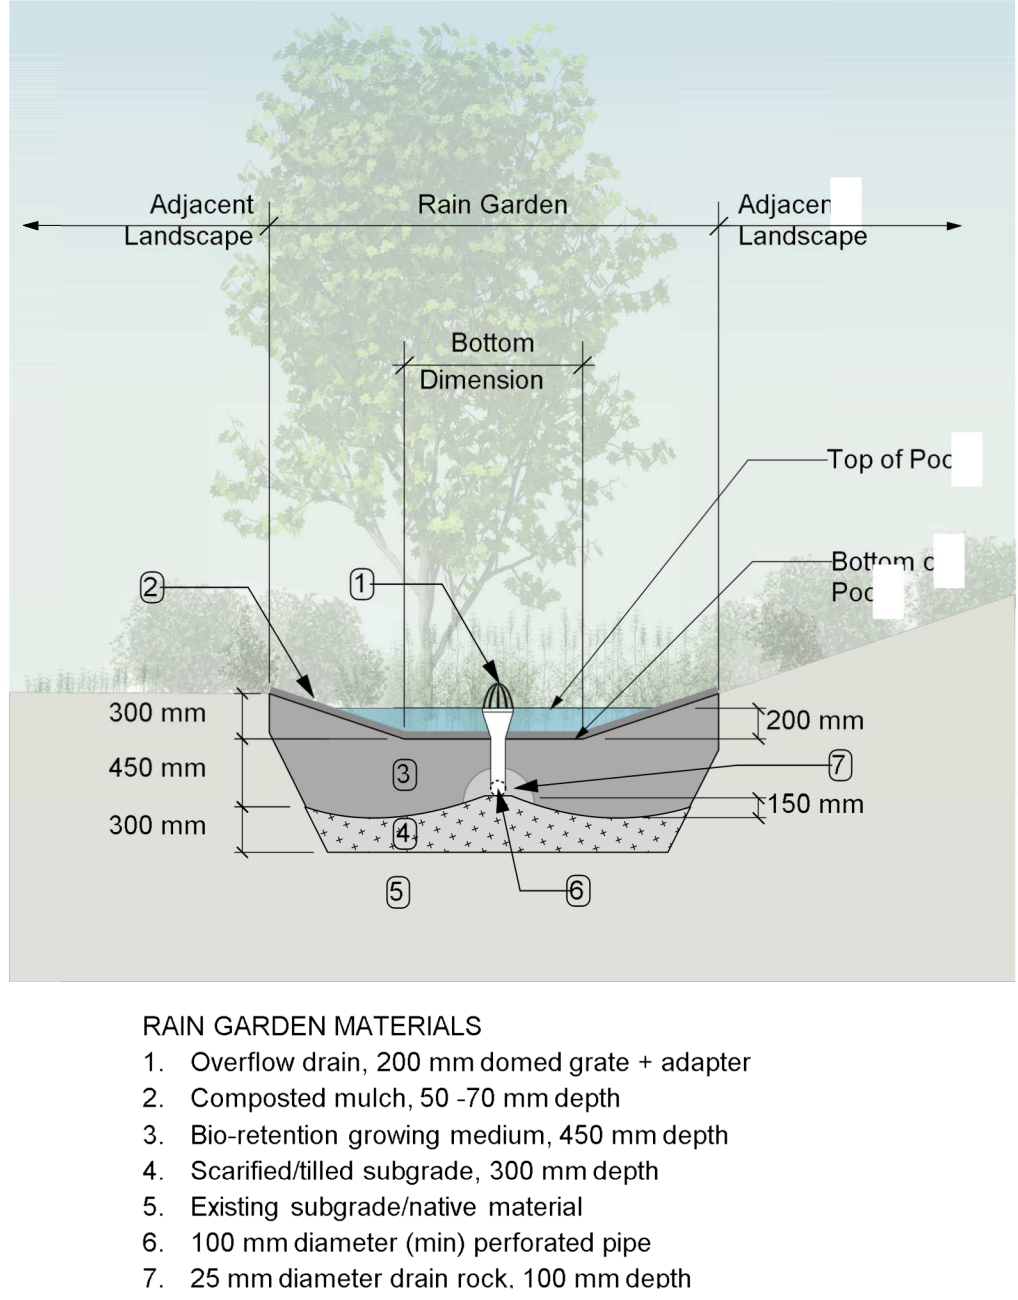 Adjacent
Landscape
Rain Garden
Adjacen
Landscape
Bottom
Dimension
Top of Poo
Bottom o
Poo
2
1
300 mm
200 mm
450 mm
3
7
150 mm
300 mm
4
5
6
RAIN GARDEN MATERIALS
1. Overflow drain, 200 mm domed grate + adapter
2. Composted mulch, 50 -70 mm depth
3. Bio-retention growing medium, 450 mm depth
4. Scarified/tilled subgrade, 300 mm depth
5. Existing subgrade/native material
6. 100 mm diameter (min) perforated pipe
7. 25 mm diameter drain rock, 100 mm depth